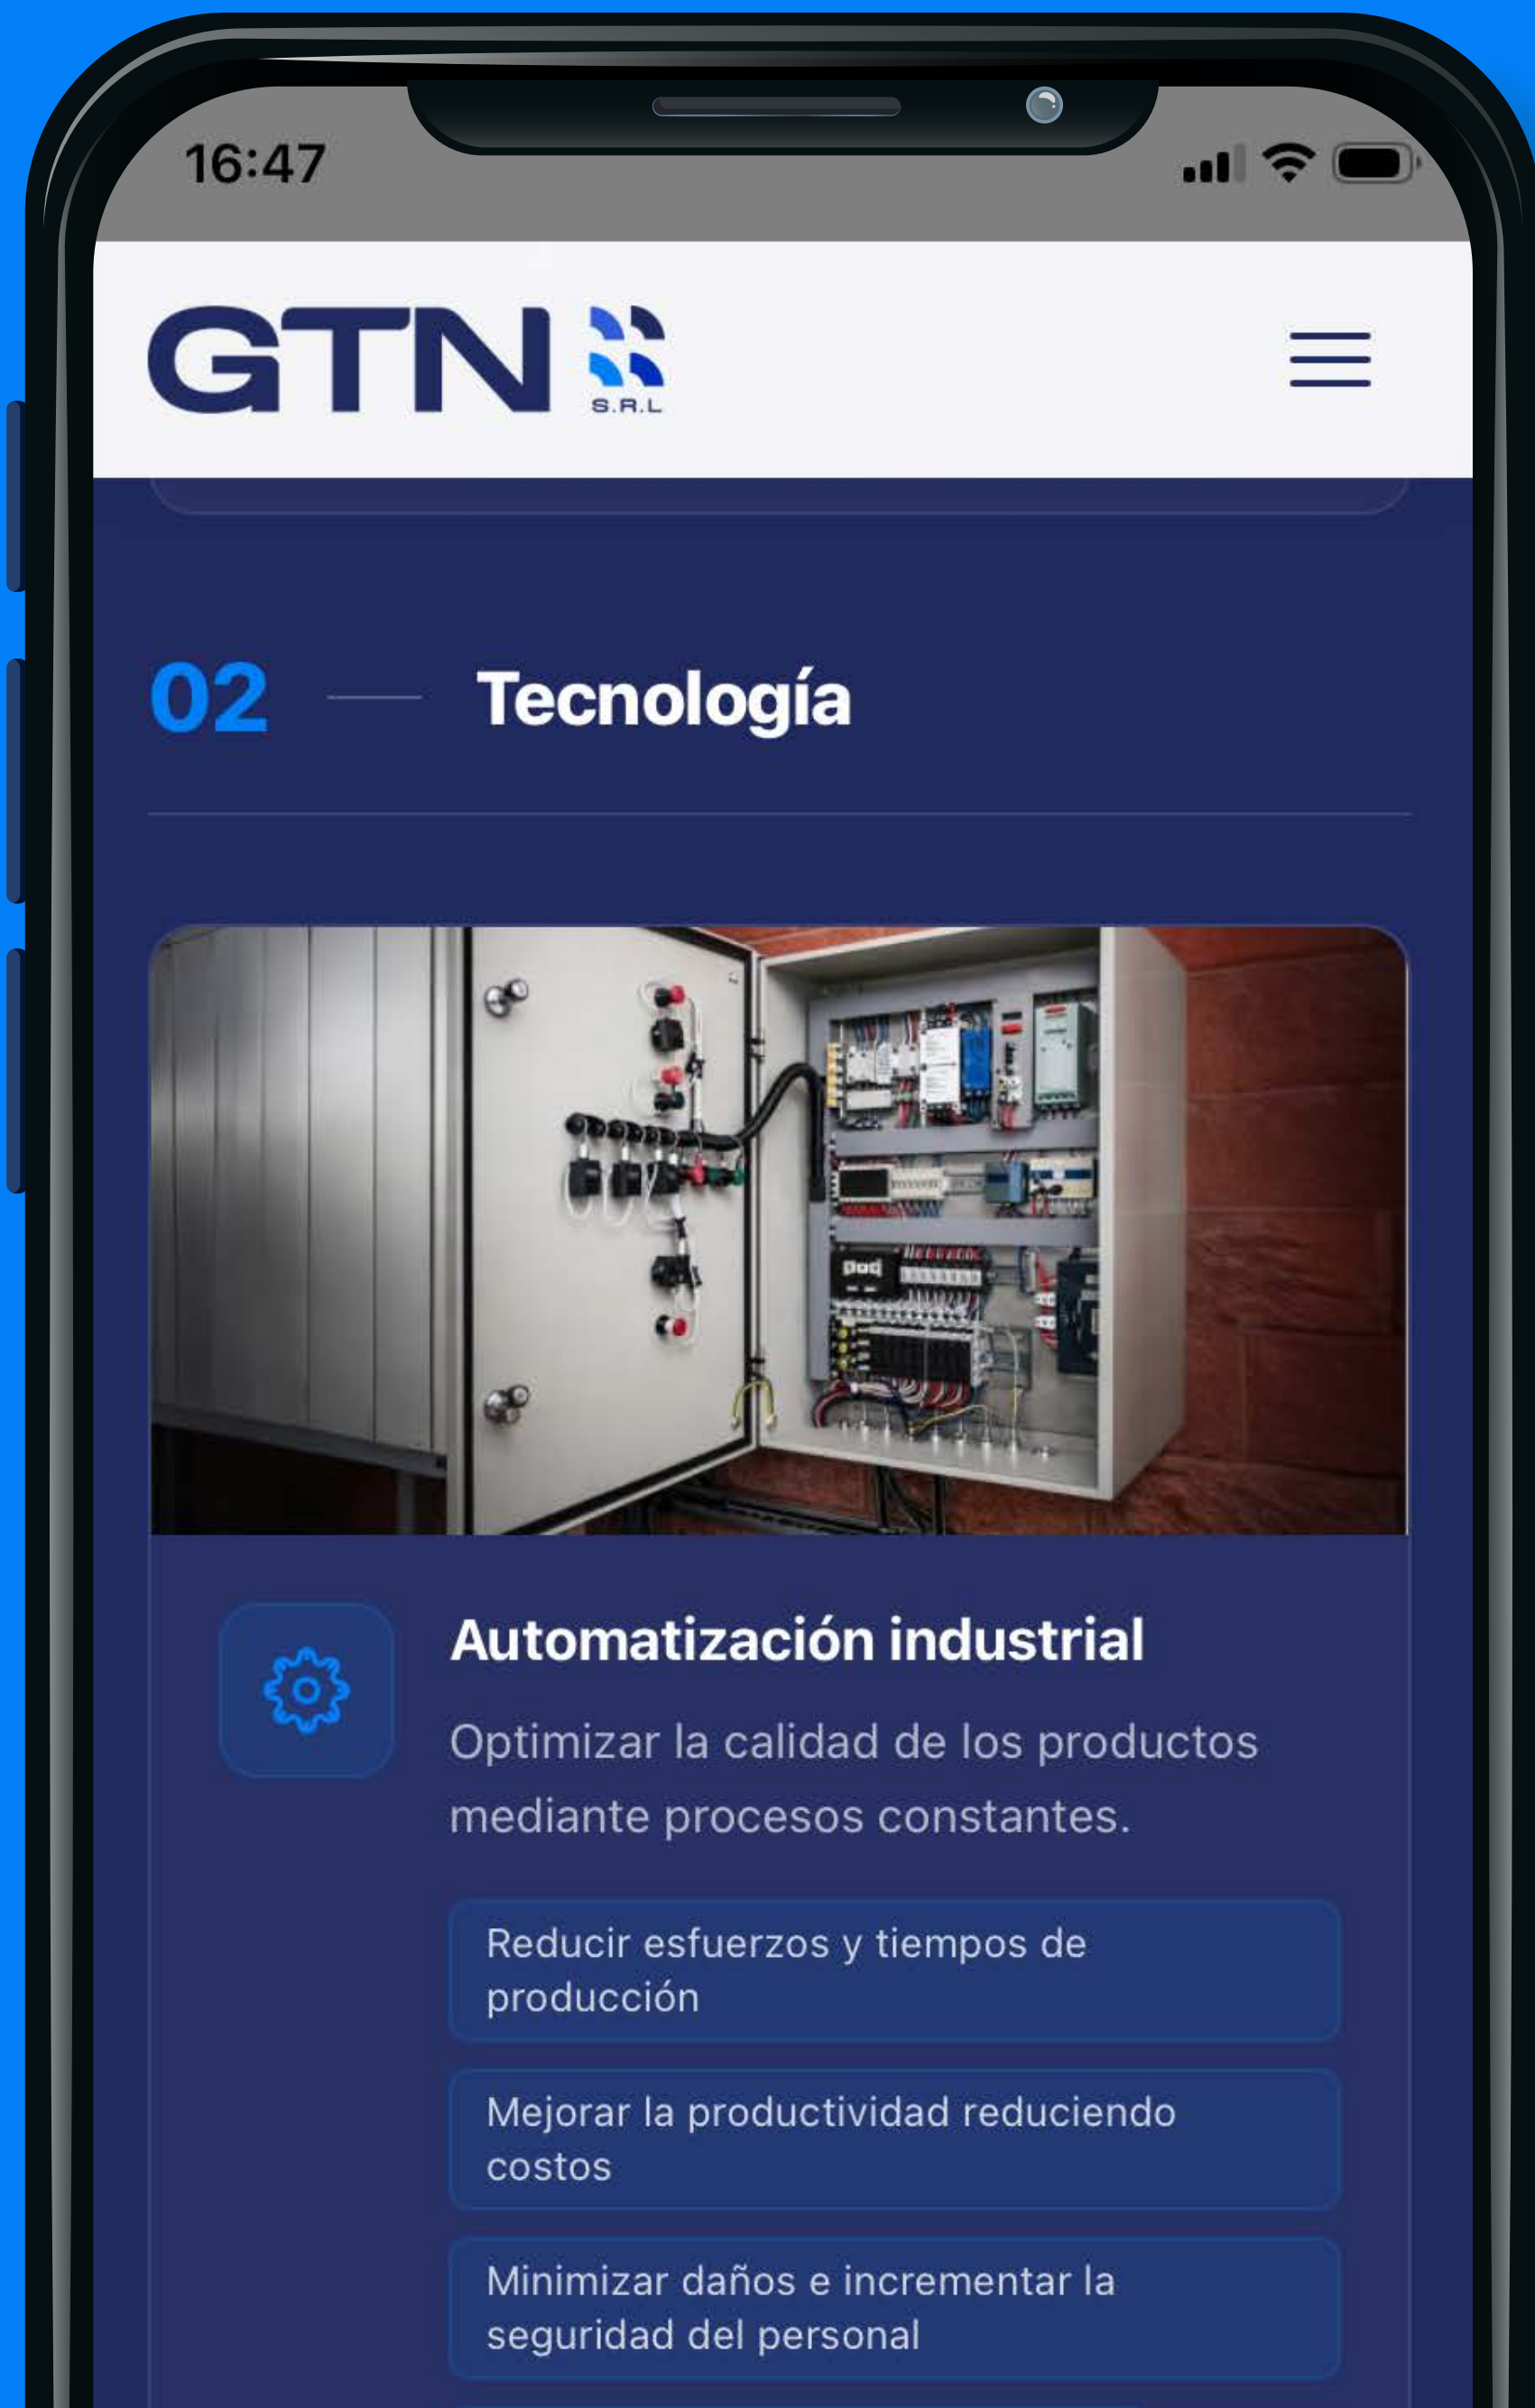 16:47
GTN
S.R.L
02
Tecnología
Automatización industrial
Optimizar la calidad de los productos
mediante procesos constantes.
Reducir esfuerzos y tiempos de
producción
Mejorar la productividad reduciendo
costos
Minimizar daños e incrementar la
seguridad del personal